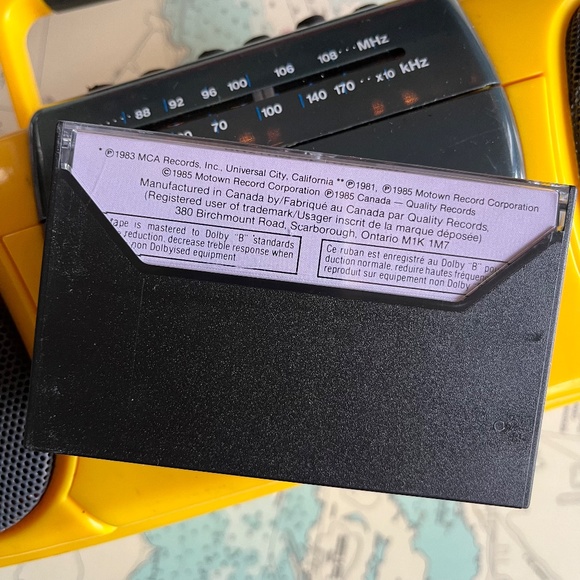 108 ··· MHz
88 92 96 100 106
70 100 140 170 ··· x10 kHz
* ℗1983 MCA Records, Inc., Universal City, California ** ℗1981, ℗1985 Motown Record Corporation
©1985 Motown Record Corporation ℗1985 Canada — Quality Records
Manufactured in Canada by/Fabriqué au Canada par Quality Records,
(Registered user of trademark/Usager inscrit de la marque déposée)
380 Birchmount Road, Scarborough, Ontario M1K 1M7
tape is mastered to Dolby "B" standards
reduction, decrease treble response when
non Dolbyised equipment
Ce ruban est enregistré au Dolby "B"
duction normale, reduire hautes
reproduit sur equipement non Dolby